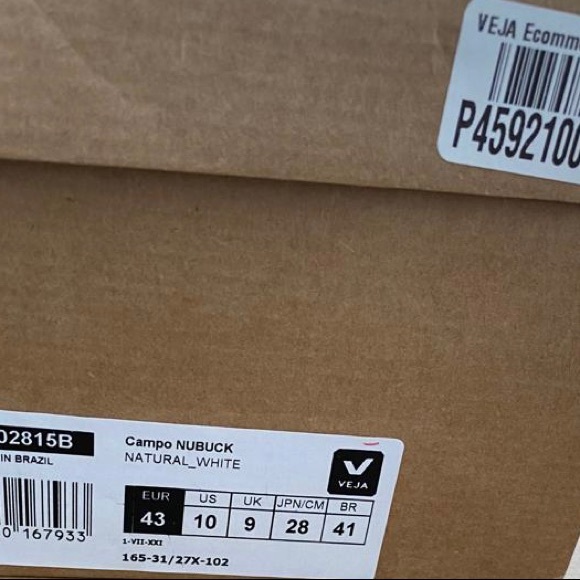 VEJA Ecomm
P4592100
02815B
IN BRAZIL
0 167933
Campo NUBUCK
NATURAL_WHITE
VEJA
EUR US UK JPN/CM BR
43 10 9 28 41
1-VII-XXI
165-31/27X-102